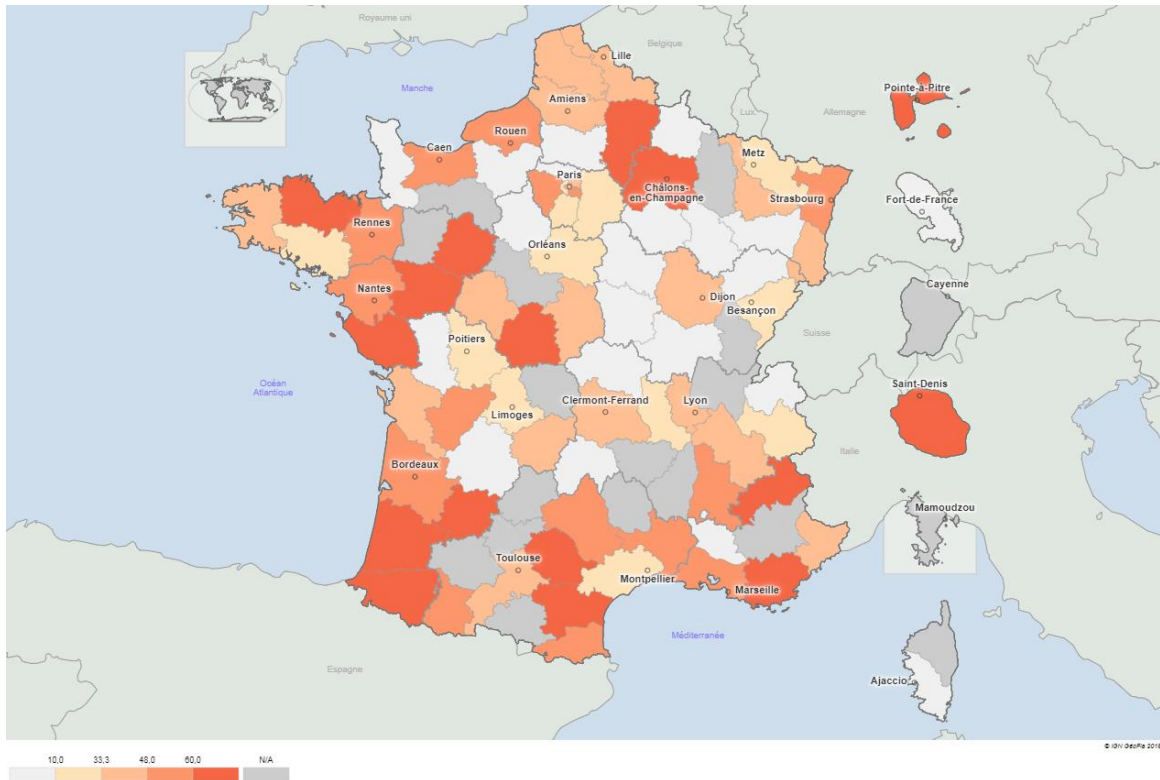 Royaume uni
Belgique
Lille
Manche
Amiens
Lux.
Allemagne
Pointe-à-Pitre
Rouen
Caen
Metz
Paris
Châlons-
en-Champagne
Strasbourg
Fort-de-France
Rennes
Orléans
Nantes
Dijon
Besançon
Cayenne
Suisse
Poitiers
Océan
Atlantique
Saint-Denis
Limoges
Clermont-Ferrand
Lyon
Italie
Bordeaux
Mamoudzou
Toulouse
Montpellier
Marseille
Méditerranée
Espagne
Ajaccio
© IGN GéoFla 2018
10,0 33,3 48,0 60,0 N/A